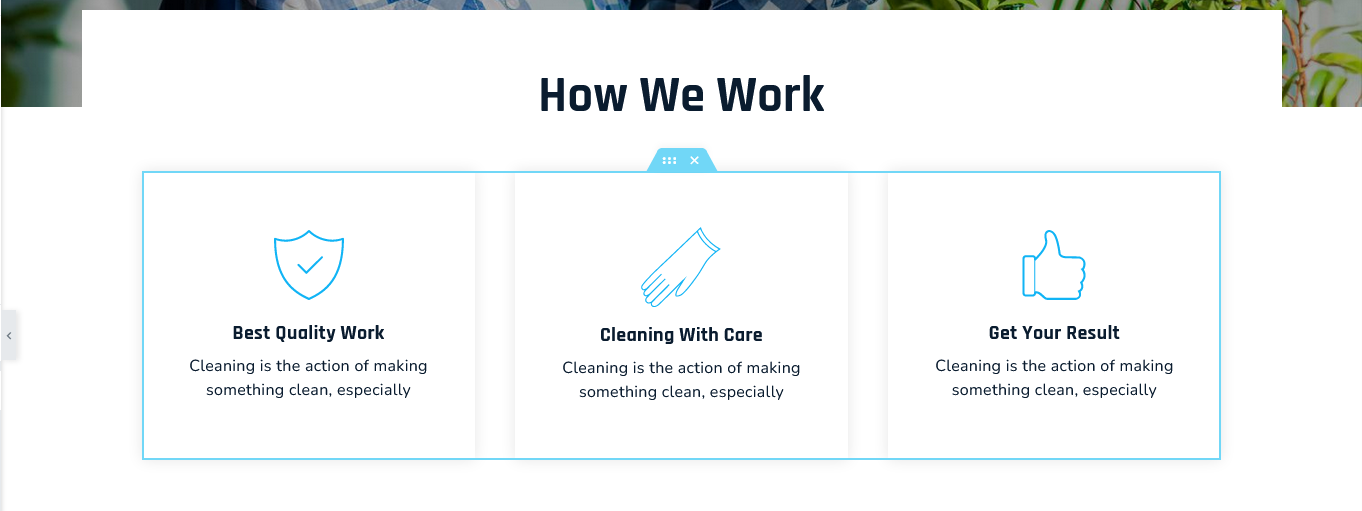 How We Work
Best Quality Work
Cleaning is the action of making
something clean, especially
Cleaning With Care
Cleaning is the action of making
something clean, especially
Get Your Result
Cleaning is the action of making
something clean, especially